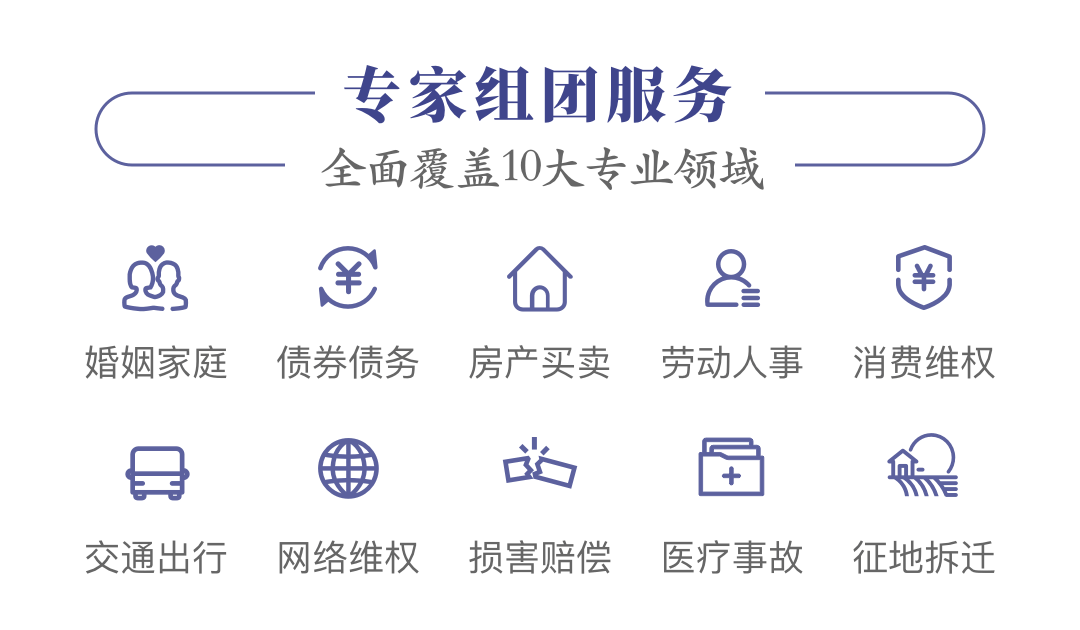 专家组团服务
全面覆盖10大专业领域
婚姻家庭 债券债务 房产买卖 劳动人事 消费维权
交通出行 网络维权 损害赔偿 医疗事故 征地拆迁